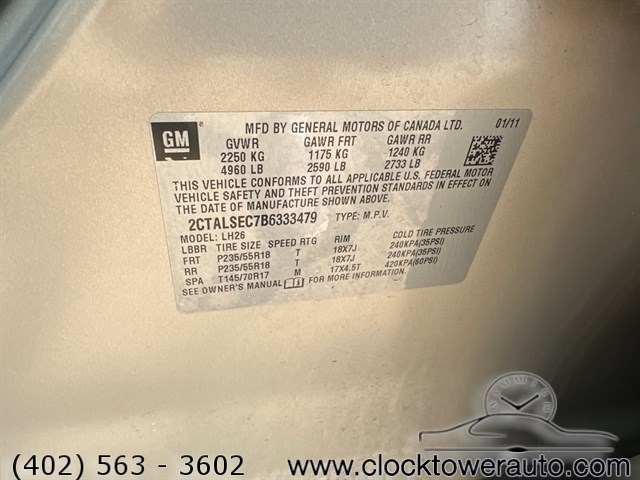 GM
MFD BY GENERAL MOTORS OF CANADA LTD. 01/11
GVWR GAWR FRT GAWR RR
2250 KG 1175 KG 1240 KG
4960 LB 2590 LB 2733 LB
THIS VEHICLE CONFORMS TO ALL APPLICABLE U.S. FEDERAL MOTOR
VEHICLE SAFETY AND THEFT PREVENTION STANDARDS IN EFFECT ON
THE DATE OF MANUFACTURE SHOWN ABOVE.
2CTALSEC7B6333479 TYPE: M.P.V.
MODEL: LH26
LBBR TIRE SIZE SPEED RTG RIM COLD TIRE PRESSURE
FRT P235/55R18 T 18X7J 240KPA(35PSI)
RR P235/55R18 T 18X7J 240KPA(35PSI)
SPA T145/70R17 M 17X4.5T 420KPA(60PSI)
SEE OWNER'S MANUAL FOR MORE INFORMATION.
(402) 563 - 3602 www.clocktowerauto.com